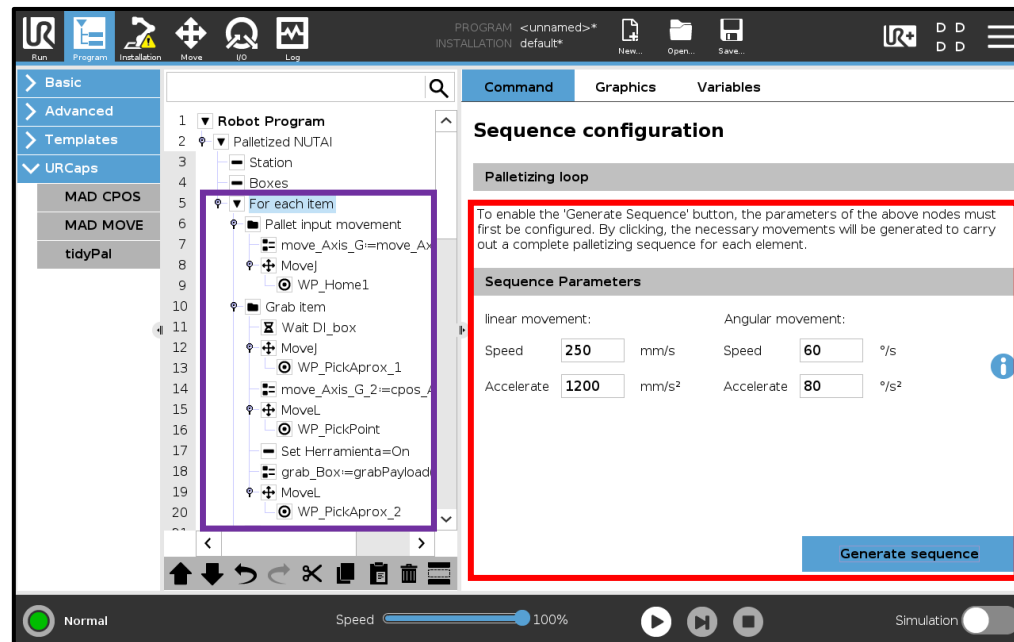 PROGRAM <unnamed>*
INSTALLATION default*
UR
Run
Program
Installation
Move
I/O
Log
New...
Open...
Save...
UR+
D D
D D
Basic
Advanced
Templates
URCaps
MAD CPOS
MAD MOVE
tidyPal
1 Robot Program
2 Palletized NUTAI
3 Station
4 Boxes
5 For each item
6 Pallet input movement
7 move_Axis_G:=move_Ax
8 MoveJ
9 WP_Home1
10 Grab item
11 Wait DI_box
12 MoveJ
13 WP_PickAprox_1
14 move_Axis_G_2:=cpos_A
15 MoveL
16 WP_PickPoint
17 Set Herramienta=On
18 grab_Box:=grabPayload(
19 MoveL
20 WP_PickAprox_2
Command Graphics Variables
Sequence configuration
Palletizing loop
To enable the 'Generate Sequence' button, the parameters of the above nodes must
first be configured. By clicking, the necessary movements will be generated to carry
out a complete palletizing sequence for each element.
Sequence Parameters
linear movement: Angular movement:
Speed 250 mm/s Speed 60 °/s
Accelerate 1200 mm/s² Accelerate 80 °/s²
Generate sequence
Normal
Speed 100%
Simulation